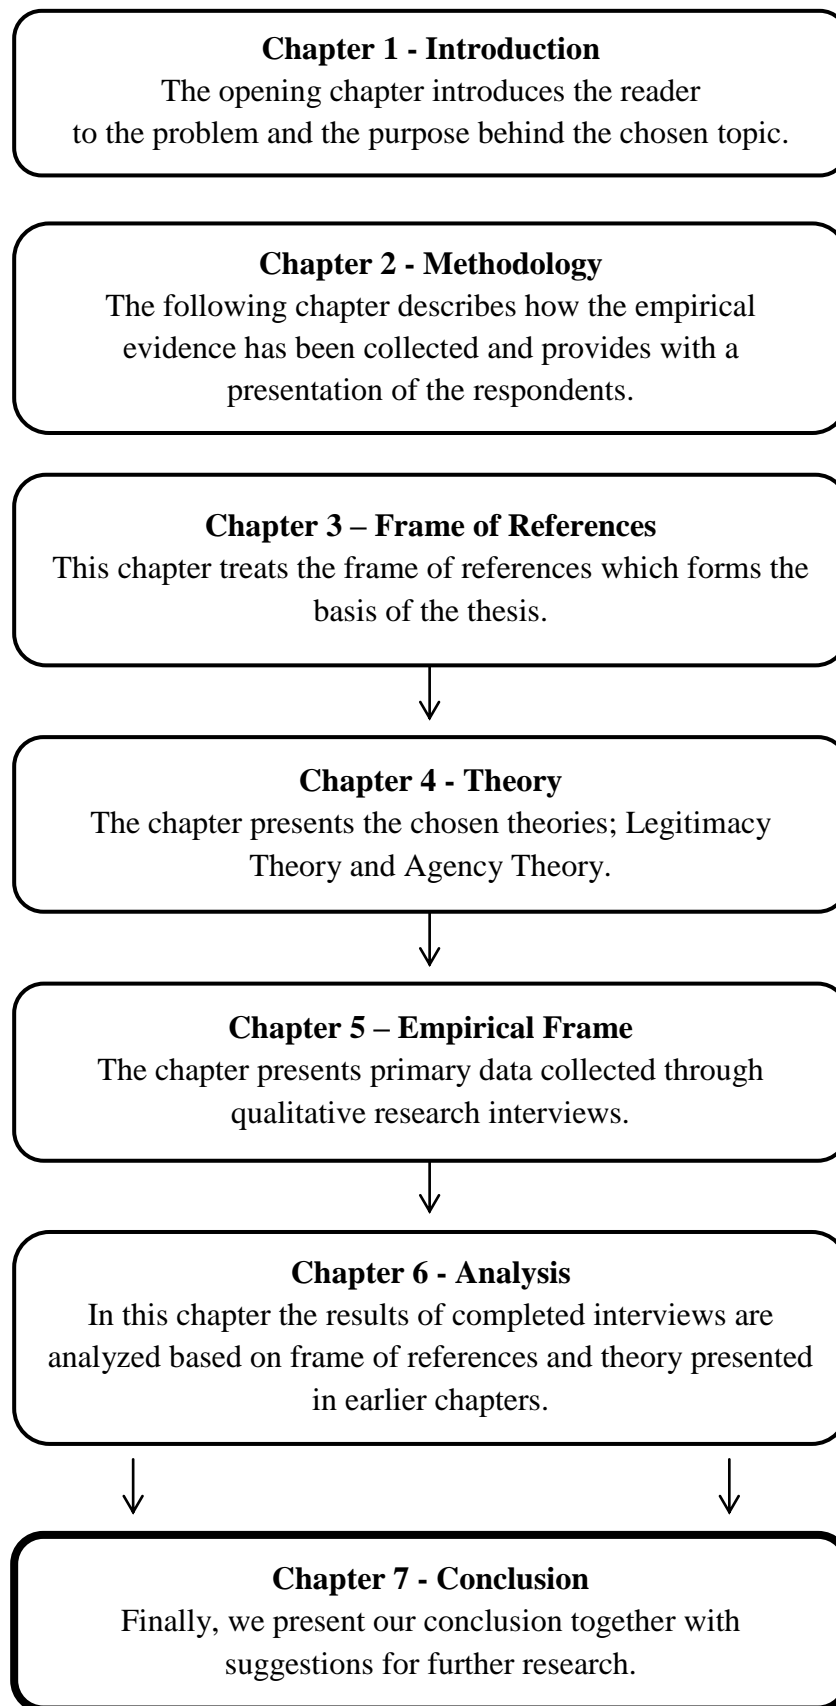 Chapter 1 - Introduction
The opening chapter introduces the reader
to the problem and the purpose behind the chosen topic.
Chapter 2 - Methodology
The following chapter describes how the empirical
evidence has been collected and provides with a
presentation of the respondents.
Chapter 3 – Frame of References
This chapter treats the frame of references which forms the
basis of the thesis.
Chapter 4 - Theory
The chapter presents the chosen theories; Legitimacy
Theory and Agency Theory.
Chapter 5 – Empirical Frame
The chapter presents primary data collected through
qualitative research interviews.
Chapter 6 - Analysis
In this chapter the results of completed interviews are
analyzed based on frame of references and theory presented
in earlier chapters.
Chapter 7 - Conclusion
Finally, we present our conclusion together with
suggestions for further research.